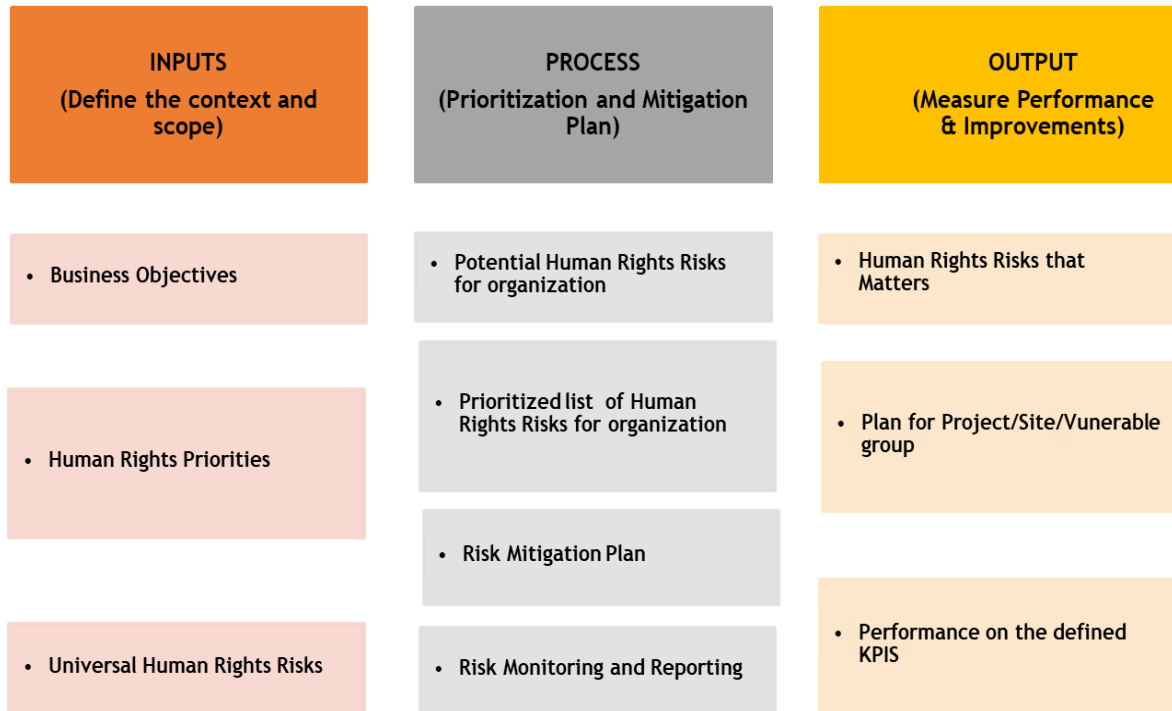 INPUTS
(Define the context and
scope)
• Business Objectives
• Human Rights Priorities
• Universal Human Rights Risks
PROCESS
(Prioritization and Mitigation
Plan)
• Potential Human Rights Risks
for organization
• Prioritized list of Human
Rights Risks for organization
• Risk Mitigation Plan
• Risk Monitoring and Reporting
OUTPUT
(Measure Performance
& Improvements)
• Human Rights Risks that
Matters
• Plan for Project/Site/Vunerable
group
• Performance on the defined
KPIS